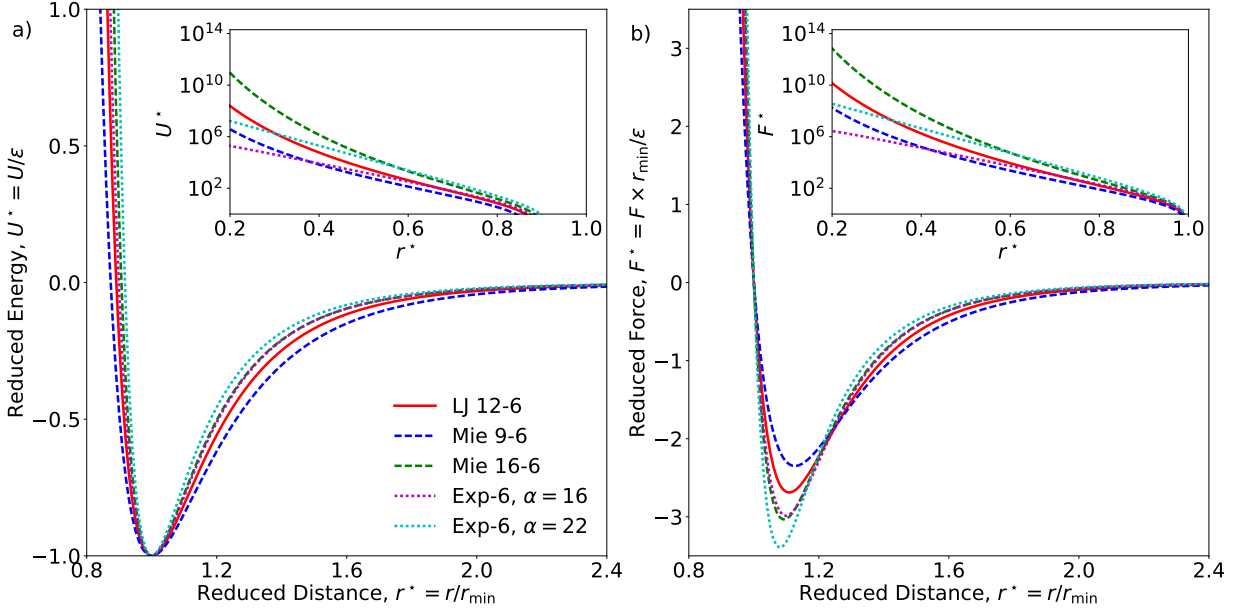 a)
Reduced Energy, U⋆ = U/ε
1.0
0.5
0.0
−0.5
−1.0
0.8 1.2 1.6 2.0 2.4
Reduced Distance, r⋆ = r/r_min
U⋆
10^14
10^10
10^6
10^2
0.2 0.4 0.6 0.8 1.0
r⋆
LJ 12-6
Mie 9-6
Mie 16-6
Exp-6, α = 16
Exp-6, α = 22
b)
Reduced Force, F⋆ = F × r_min/ε
3
2
1
0
−1
−2
−3
0.8 1.2 1.6 2.0 2.4
Reduced Distance, r⋆ = r/r_min
F⋆
10^14
10^10
10^6
10^2
0.2 0.4 0.6 0.8 1.0
r⋆